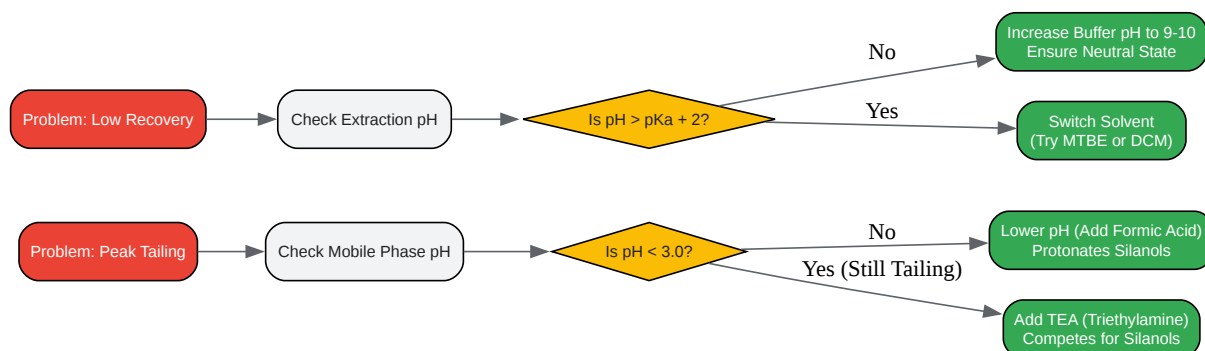 Problem: Low Recovery
Check Extraction pH
Is pH > pKa + 2?
No
Increase Buffer pH to 9-10
Ensure Neutral State
Yes
Switch Solvent
(Try MTBE or DCM)
Problem: Peak Tailing
Check Mobile Phase pH
Is pH < 3.0?
No
Lower pH (Add Formic Acid)
Protonates Silanols
Yes (Still Tailing)
Add TEA (Triethylamine)
Competes for Silanols